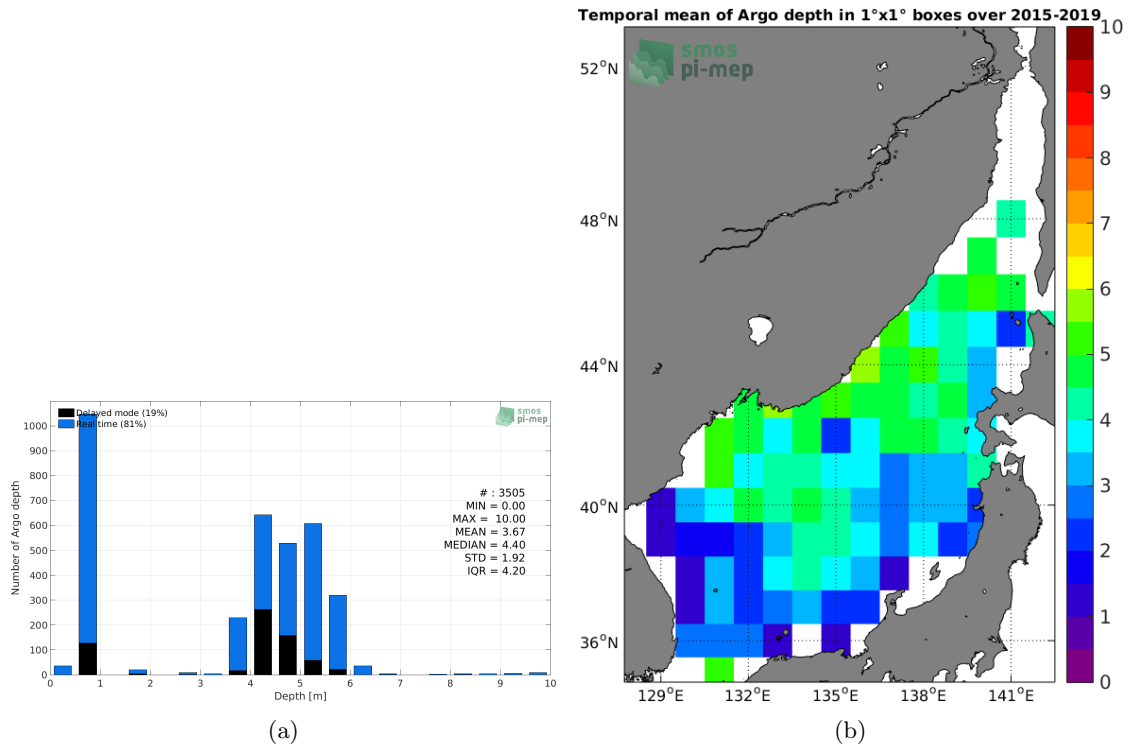 Temporal mean of Argo depth in 1°x1° boxes over 2015-2019
smos
pi-mep
52°N
48°N
44°N
40°N
36°N
129°E
132°E
135°E
138°E
141°E
10
9
8
7
6
5
4
3
2
1
0
(b)
Delayed mode (19%)
Real time (81%)
smos
pi-mep
# : 3505
MIN = 0.00
MAX = 10.00
MEAN = 3.67
MEDIAN = 4.40
STD = 1.92
IQR = 4.20
Number of Argo depth
1000
900
800
700
600
500
400
300
200
100
0
0 1 2 3 4 5 6 7 8 9 10
Depth [m]
(a)